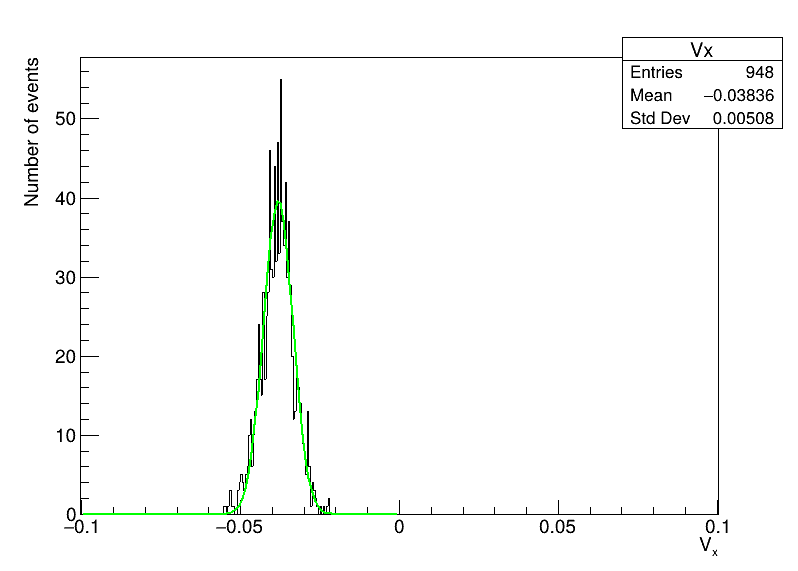 Vx
Entries 948
Mean −0.03836
Std Dev 0.00508
Number of events
50
40
30
20
10
0
−0.1 −0.05 0 0.05 0.1
Vx